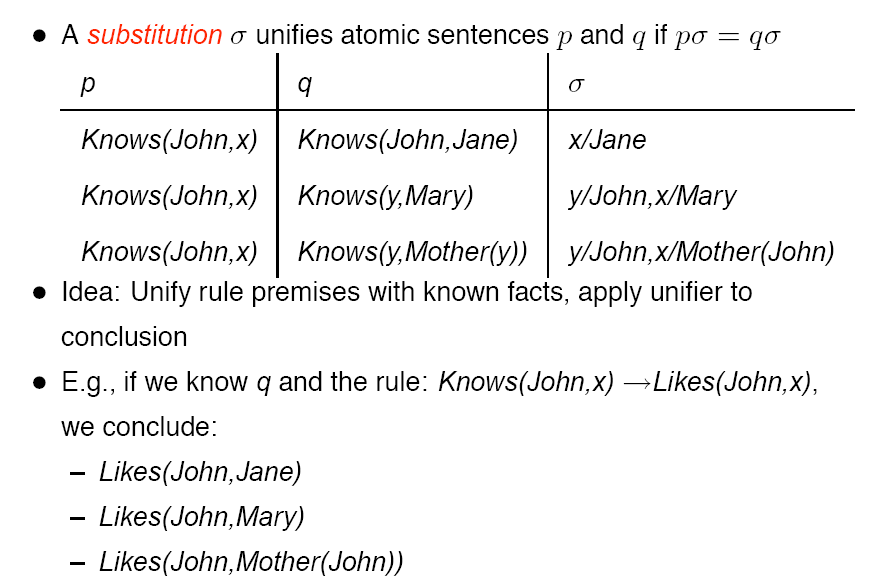 ● A substitution σ unifies atomic sentences p and q if pσ = qσ
p q σ
Knows(John,x) Knows(John,Jane) x/Jane
Knows(John,x) Knows(y,Mary) y/John,x/Mary
Knows(John,x) Knows(y,Mother(y)) y/John,x/Mother(John)
● Idea: Unify rule premises with known facts, apply unifier to
conclusion
● E.g., if we know q and the rule: Knows(John,x) →Likes(John,x),
we conclude:
– Likes(John,Jane)
– Likes(John,Mary)
– Likes(John,Mother(John))